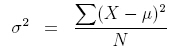 σ² = ∑(X − μ)² / N